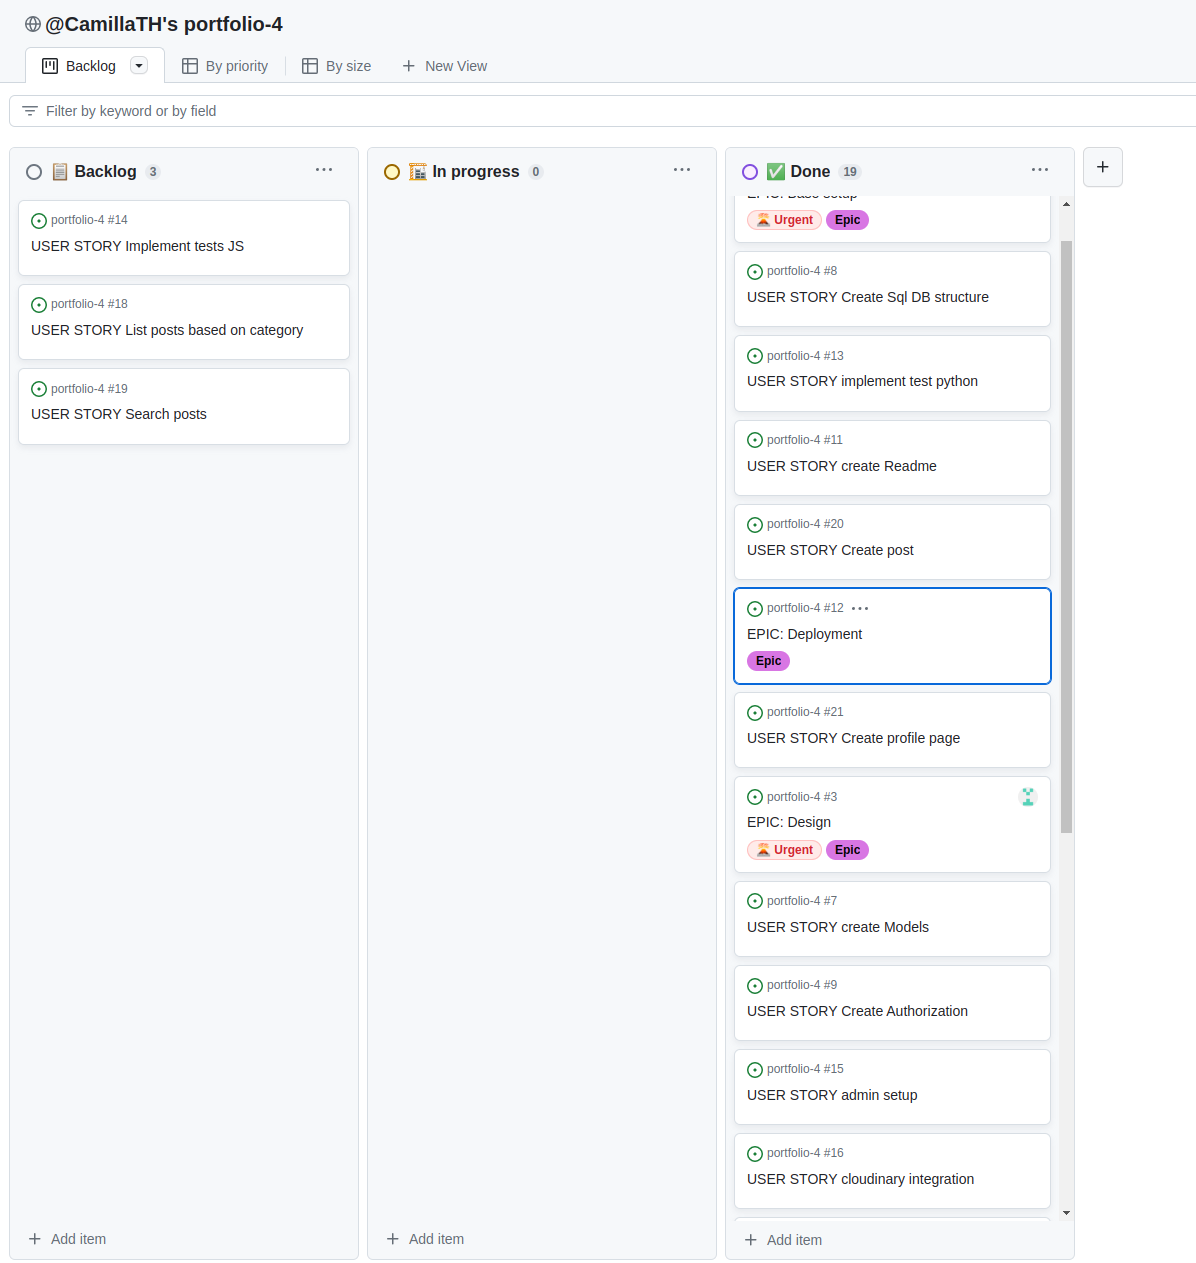 @CamillaTH's portfolio-4
Backlog
By priority
By size
New View
Filter by keyword or by field
Backlog 3
portfolio-4 #14
USER STORY Implement tests JS
portfolio-4 #18
USER STORY List posts based on category
portfolio-4 #19
USER STORY Search posts
Add item
In progress 0
Add item
Done 19
EPIC: Base setup
Urgent Epic
portfolio-4 #8
USER STORY Create Sql DB structure
portfolio-4 #13
USER STORY implement test python
portfolio-4 #11
USER STORY create Readme
portfolio-4 #20
USER STORY Create post
portfolio-4 #12
EPIC: Deployment
Epic
portfolio-4 #21
USER STORY Create profile page
portfolio-4 #3
EPIC: Design
Urgent Epic
portfolio-4 #7
USER STORY create Models
portfolio-4 #9
USER STORY Create Authorization
portfolio-4 #15
USER STORY admin setup
portfolio-4 #16
USER STORY cloudinary integration
Add item